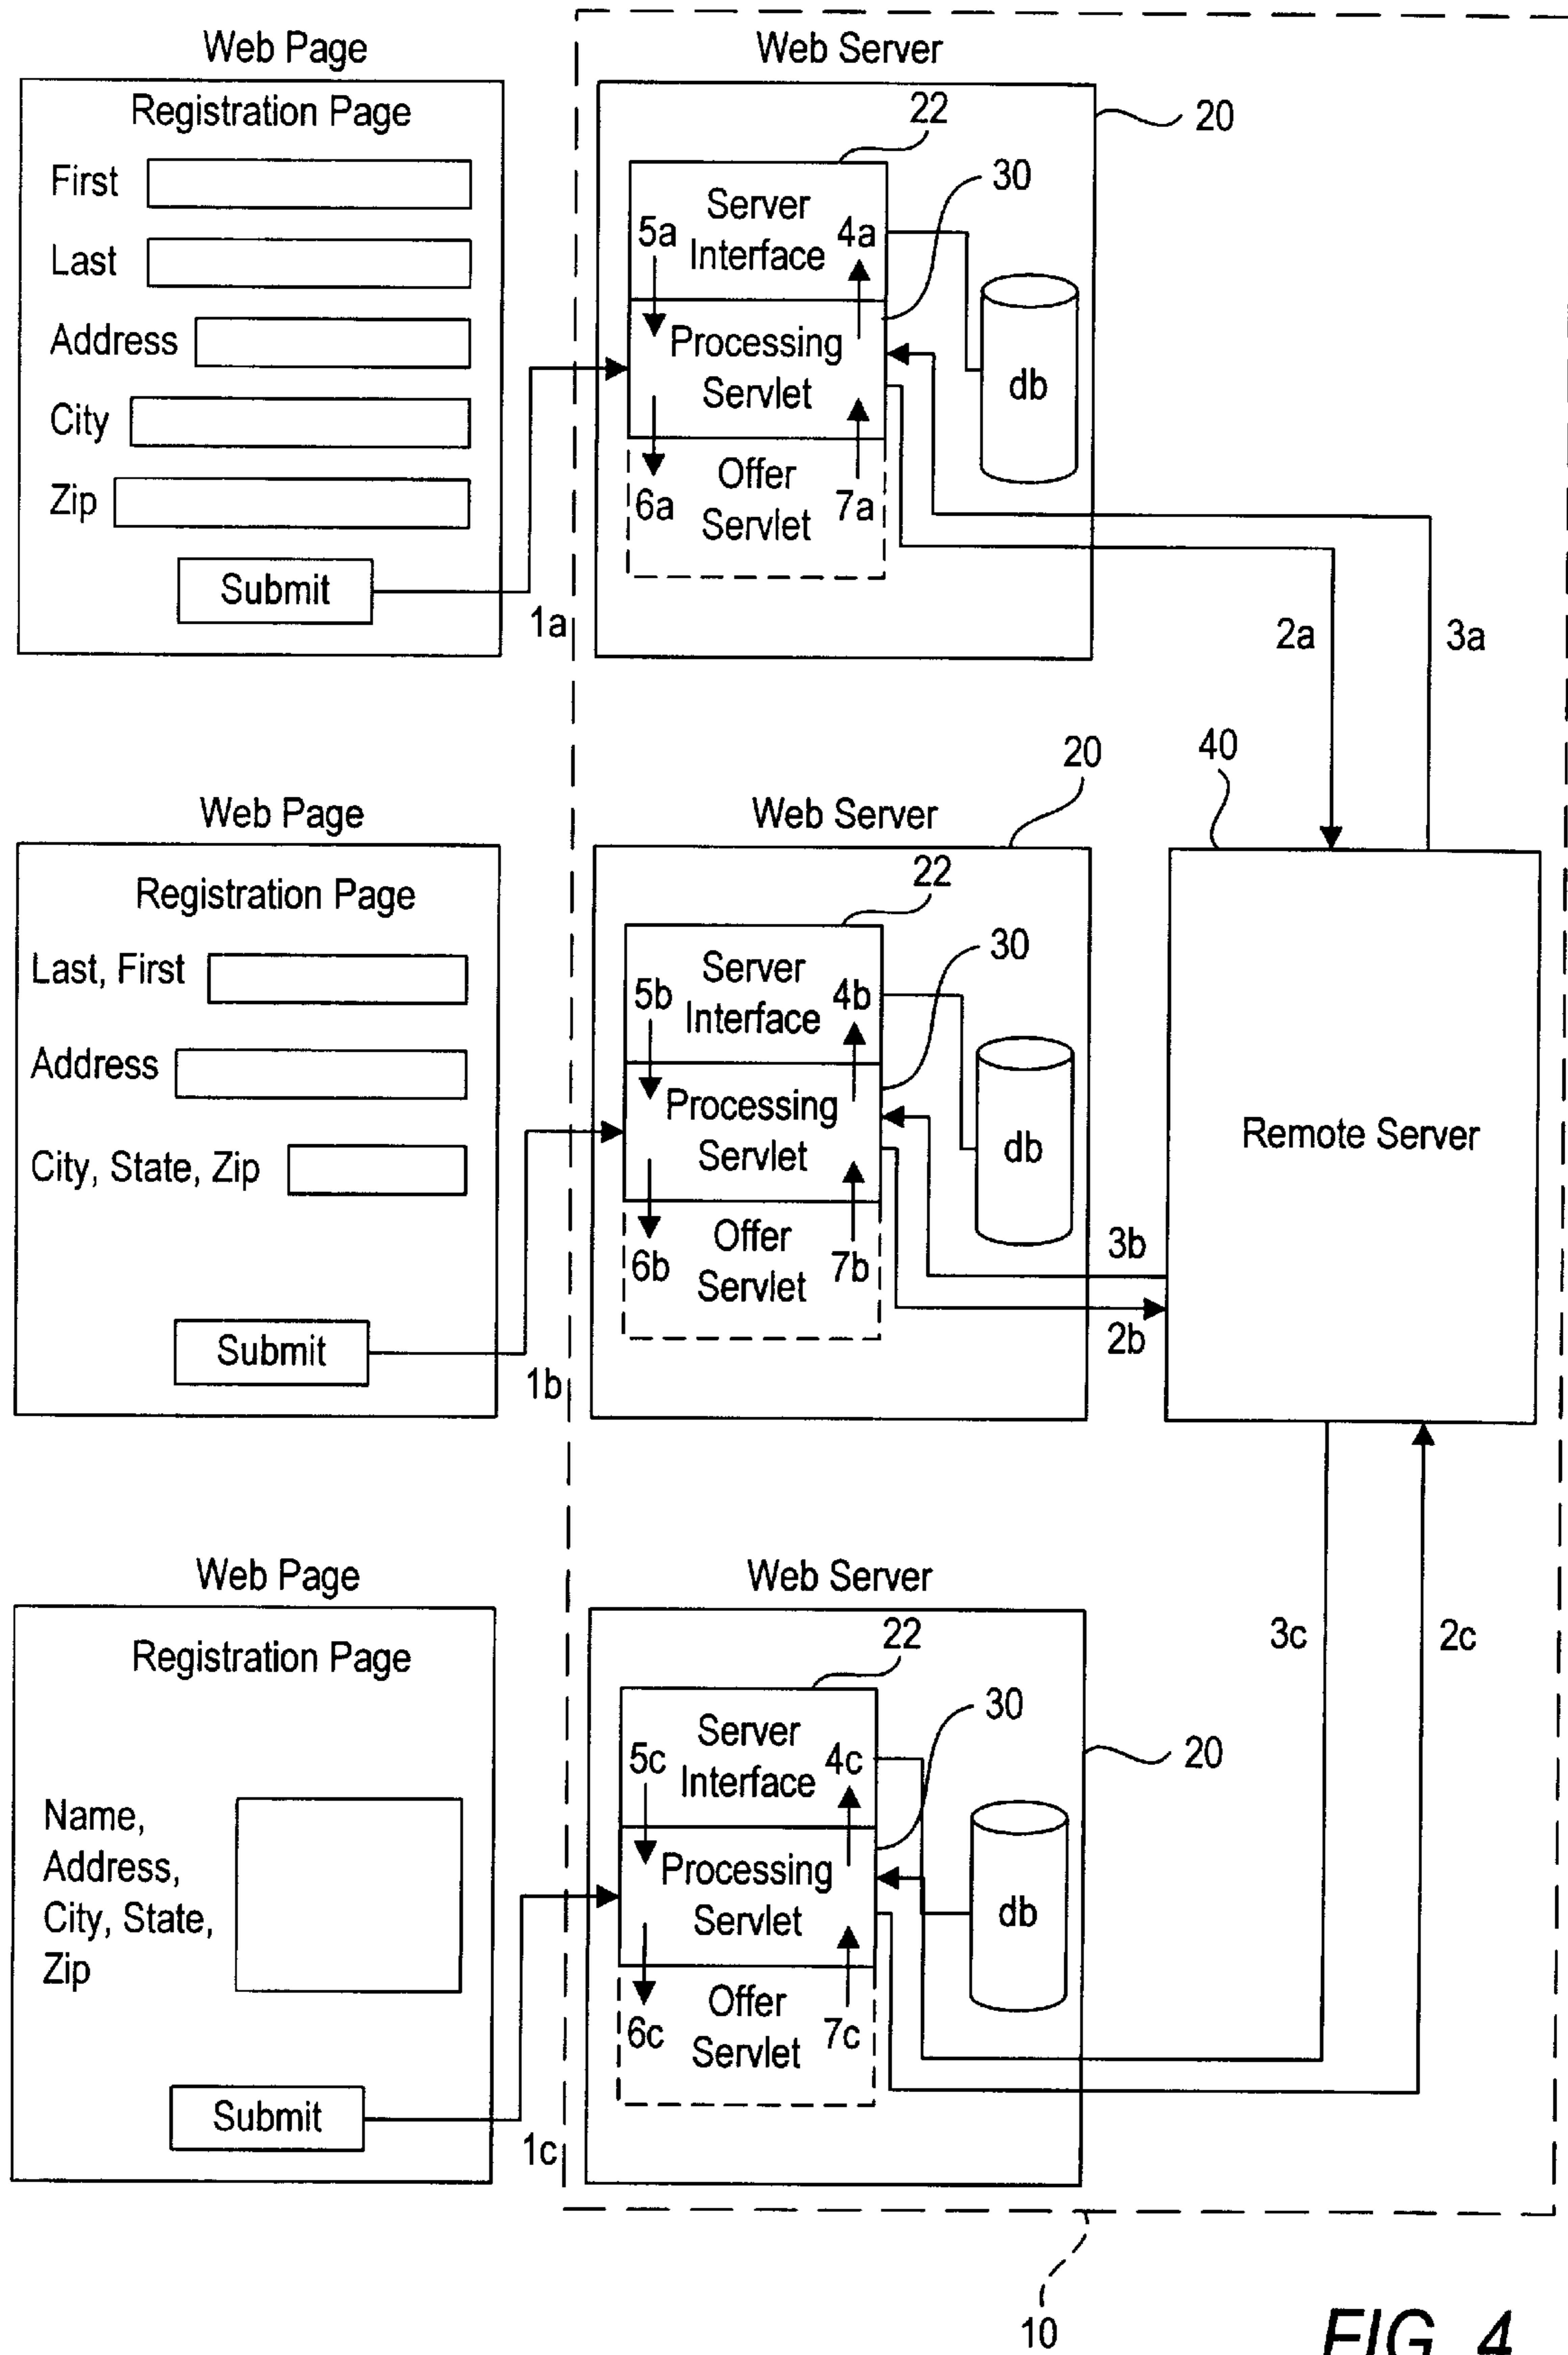 Web Page
Registration Page
First
Last
Address
City
Zip
Submit
1a
Web Server
20
22
30
Server
Interface
5a
4a
Processing
Servlet
db
Offer
Servlet
6a
7a
2a
3a
Web Page
Registration Page
Last, First
Address
City, State, Zip
Submit
1b
Web Server
20
22
30
Server
Interface
5b
4b
Processing
Servlet
db
Offer
Servlet
6b
7b
3b
2b
40
Remote Server
Web Page
Registration Page
Name,
Address,
City, State,
Zip
Submit
1c
Web Server
22
30
20
Server
Interface
5c
4c
Processing
Servlet
db
Offer
Servlet
6c
7c
3c
2c
10
FIG. 4